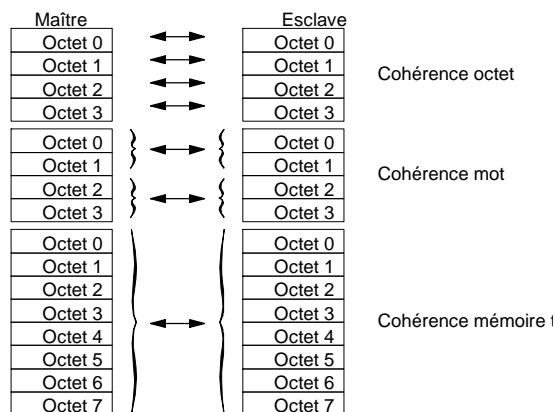 Maître Esclave
Octet 0 Octet 0
Octet 1 Octet 1
Octet 2 Octet 2
Octet 3 Octet 3
Cohérence octet
Octet 0 Octet 0
Octet 1 Octet 1
Octet 2 Octet 2
Octet 3 Octet 3
Cohérence mot
Octet 0 Octet 0
Octet 1 Octet 1
Octet 2 Octet 2
Octet 3 Octet 3
Octet 4 Octet 4
Octet 5 Octet 5
Octet 6 Octet 6
Octet 7 Octet 7
Cohérence mémoire